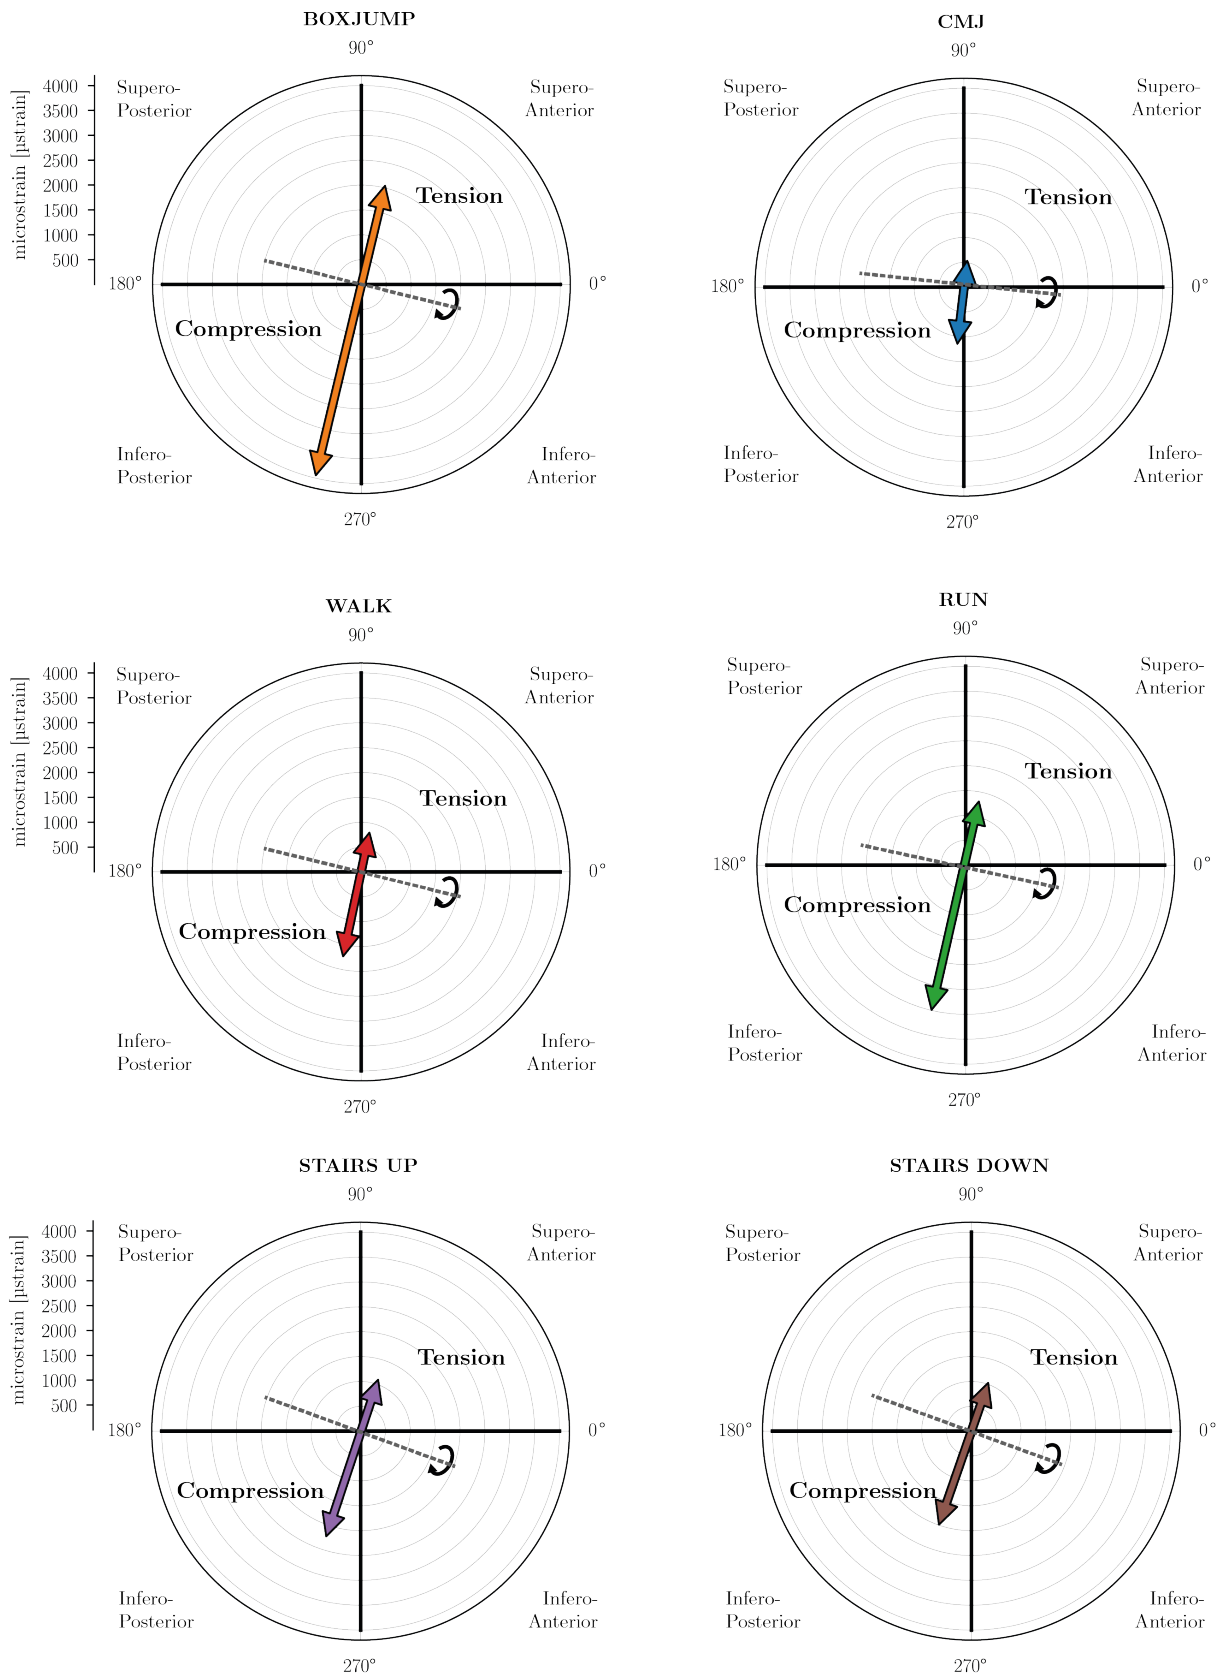 BOXJUMP
90°
microstrain [µstrain]
4000
3500
3000
2500
2000
1500
1000
500
Supero-
Posterior
Supero-
Anterior
Tension
180°
0°
Compression
Infero-
Posterior
Infero-
Anterior
270°
CMJ
90°
Supero-
Posterior
Supero-
Anterior
Tension
180°
0°
Compression
Infero-
Posterior
Infero-
Anterior
270°
WALK
90°
microstrain [µstrain]
4000
3500
3000
2500
2000
1500
1000
500
Supero-
Posterior
Supero-
Anterior
Tension
180°
0°
Compression
Infero-
Posterior
Infero-
Anterior
270°
RUN
90°
Supero-
Posterior
Supero-
Anterior
Tension
180°
0°
Compression
Infero-
Posterior
Infero-
Anterior
270°
STAIRS UP
90°
microstrain [µstrain]
4000
3500
3000
2500
2000
1500
1000
500
Supero-
Posterior
Supero-
Anterior
Tension
180°
0°
Compression
Infero-
Posterior
Infero-
Anterior
270°
STAIRS DOWN
90°
Supero-
Posterior
Supero-
Anterior
Tension
180°
0°
Compression
Infero-
Posterior
Infero-
Anterior
270°